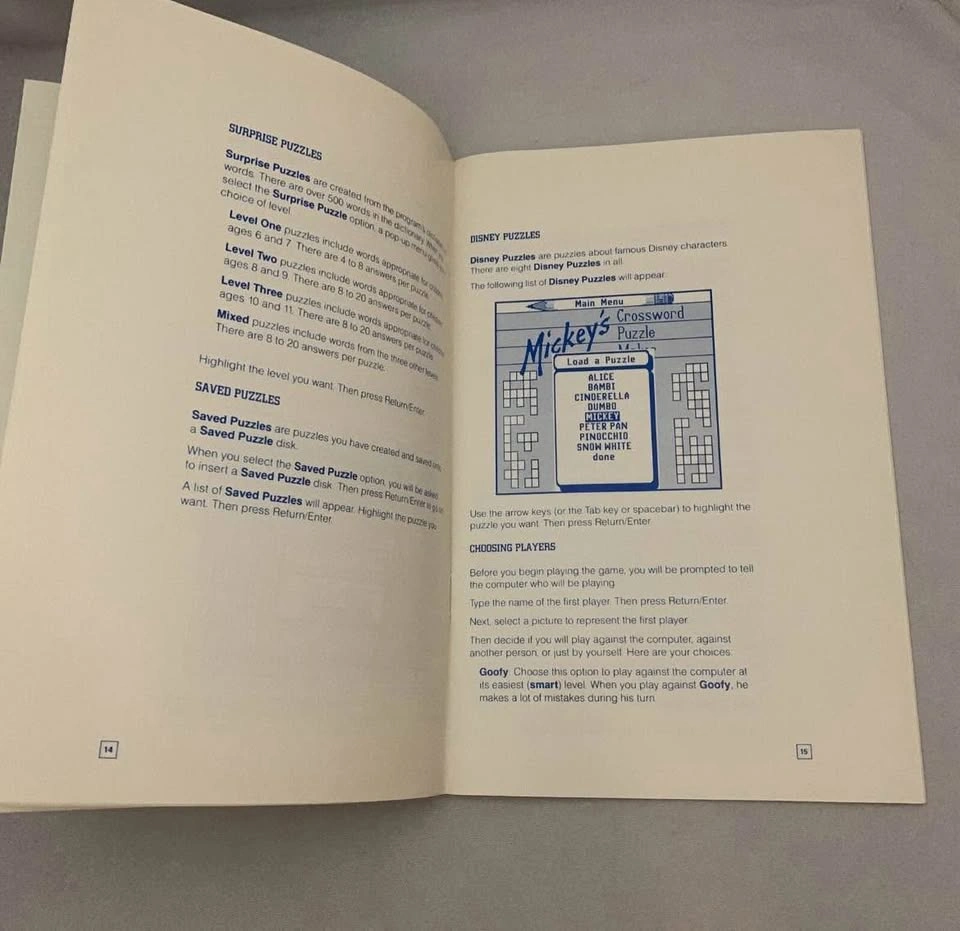 SURPRISE PUZZLES
Surprise Puzzles are created from the program's
words. There are over 500 words in the dictionary. When you
select the Surprise Puzzle option, a pop-up menu gives you
choice of level.
Level One puzzles include words appropriate for children
ages 6 and 7. There are 4 to 8 answers per puzzle.
Level Two puzzles include words appropriate for children
ages 8 and 9. There are 8 to 20 answers per puzzle.
Level Three puzzles include words appropriate for children
ages 10 and 11. There are 8 to 20 answers per puzzle.
Mixed puzzles include words from the three other levels.
There are 8 to 20 answers per puzzle.
Highlight the level you want. Then press Return/Enter.
SAVED PUZZLES
Saved Puzzles are puzzles you have created and saved
a Saved Puzzle disk.
When you select the Saved Puzzle option, you will be asked
to insert a Saved Puzzle disk. Then press Return/Enter
A list of Saved Puzzles will appear. Highlight the puzzle you
want. Then press Return/Enter.
14
DISNEY PUZZLES
Disney Puzzles are puzzles about famous Disney characters.
There are eight Disney Puzzles in all.
The following list of Disney Puzzles will appear:
Main Menu
Mickey's Crossword
Puzzle
Load a Puzzle
ALICE
BAMBI
CINDERELLA
DUMBO
MICKEY
PETER PAN
PINOCCHIO
SNOW WHITE
done
Use the arrow keys (or the Tab key or spacebar) to highlight the
puzzle you want. Then press Return/Enter.
CHOOSING PLAYERS
Before you begin playing the game, you will be prompted to tell
the computer who will be playing.
Type the name of the first player. Then press Return/Enter.
Next, select a picture to represent the first player.
Then decide if you will play against the computer, against
another person, or just by yourself. Here are your choices:
Goofy. Choose this option to play against the computer at
its easiest (smart) level. When you play against Goofy, he
makes a lot of mistakes during his turn.
15